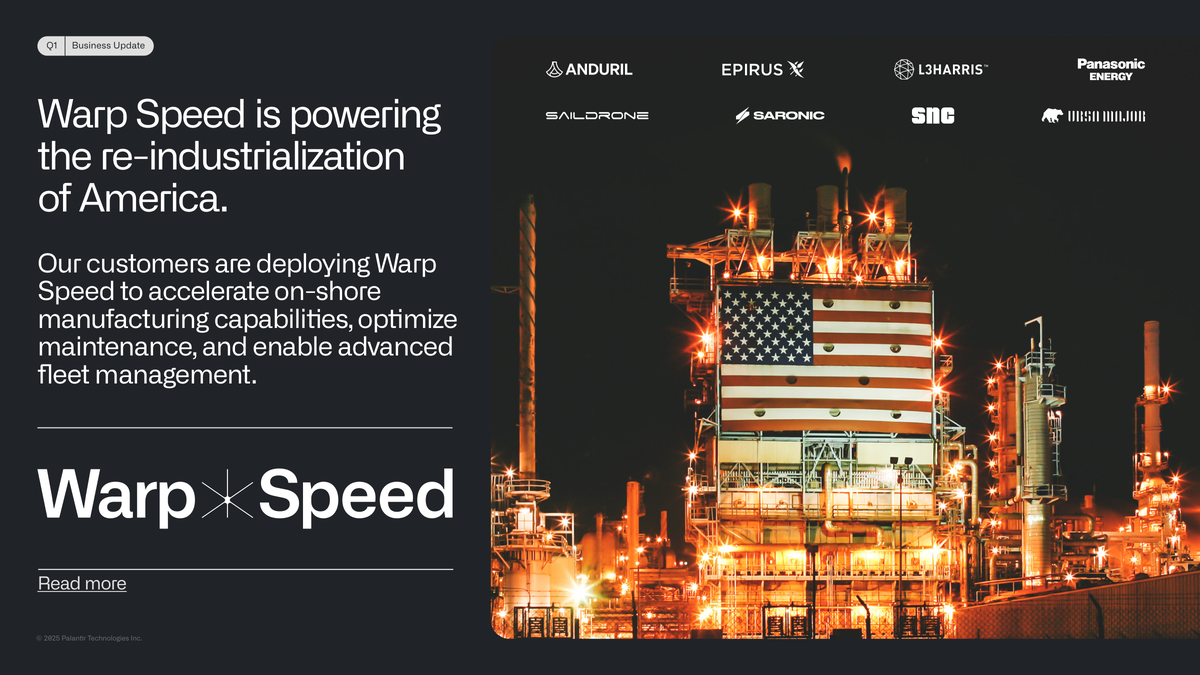 Q1 Business Update
Warp Speed is powering
the re-industrialization
of America.
Our customers are deploying Warp
Speed to accelerate on-shore
manufacturing capabilities, optimize
maintenance, and enable advanced
fleet management.
Warp Speed
Read more
© 2025 Palantir Technologies Inc.
ANDURIL
EPIRUS
L3HARRIS™
Panasonic
ENERGY
SAILDRONE
SARONIC
snc
URSA MAJOR